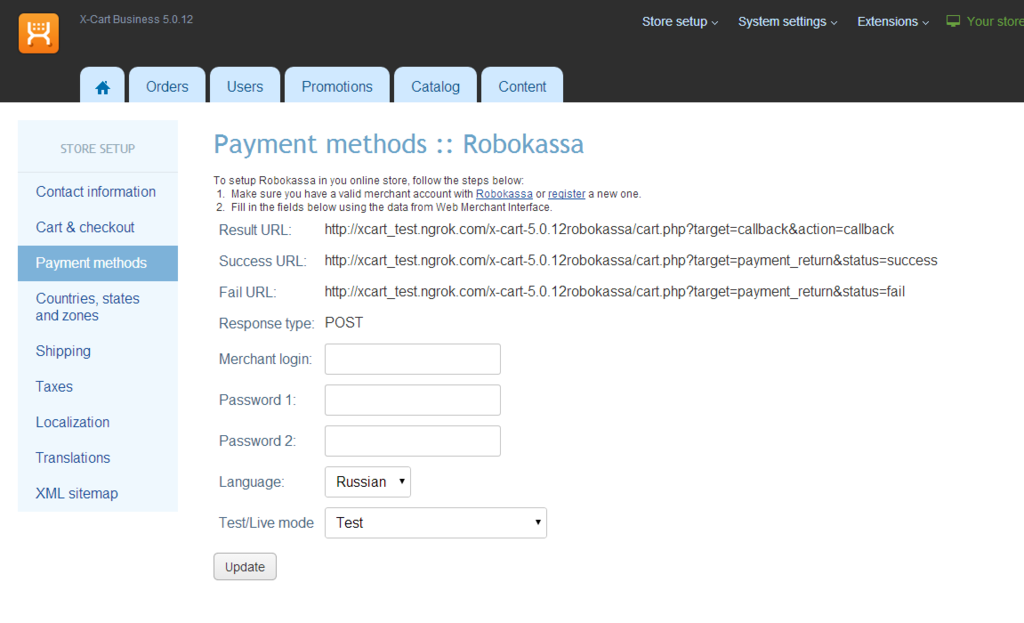 X-Cart Business 5.0.12
Store setup System settings Extensions Your store
Orders Users Promotions Catalog Content
STORE SETUP
Contact information
Cart & checkout
Payment methods
Countries, states
and zones
Shipping
Taxes
Localization
Translations
XML sitemap
Payment methods :: Robokassa
To setup Robokassa in you online store, follow the steps below:
1. Make sure you have a valid merchant account with Robokassa or register a new one.
2. Fill in the fields below using the data from Web Merchant Interface.
Result URL: http://xcart_test.ngrok.com/x-cart-5.0.12robokassa/cart.php?target=callback&action=callback
Success URL: http://xcart_test.ngrok.com/x-cart-5.0.12robokassa/cart.php?target=payment_return&status=success
Fail URL: http://xcart_test.ngrok.com/x-cart-5.0.12robokassa/cart.php?target=payment_return&status=fail
Response type: POST
Merchant login:
Password 1:
Password 2:
Language: Russian
Test/Live mode Test
Update